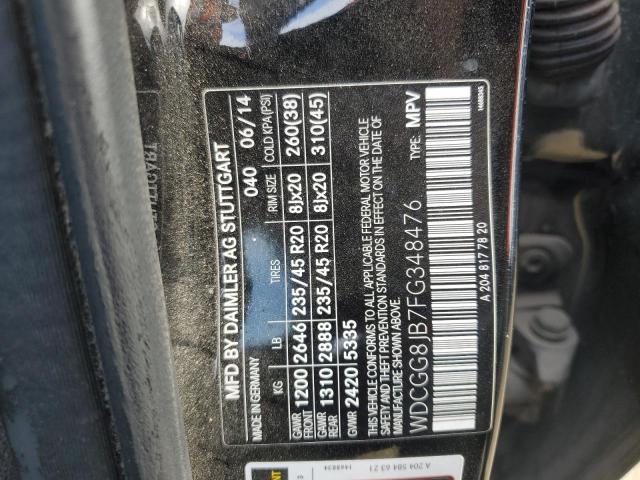 MFD BY DAIMLER AG STUTTGART
MADE IN GERMANY 040 06/14
KG LB TIRES RIM SIZE COLD KPA(PSI)
GAWR FRONT 1200 2646 235/45 R20 8Jx20 260(38)
GAWR REAR 1310 2888 235/45 R20 8Jx20 310(45)
GVWR 2420 5335
THIS VEHICLE CONFORMS TO ALL APPLICABLE FEDERAL MOTOR VEHICLE
SAFETY AND THEFT PREVENTION STANDARDS IN EFFECT ON THE DATE OF
MANUFACTURE SHOWN ABOVE.
WDCGG8JB7FG348476 TYPE: MPV
A 204 817 78 20
A 204 584 63 21